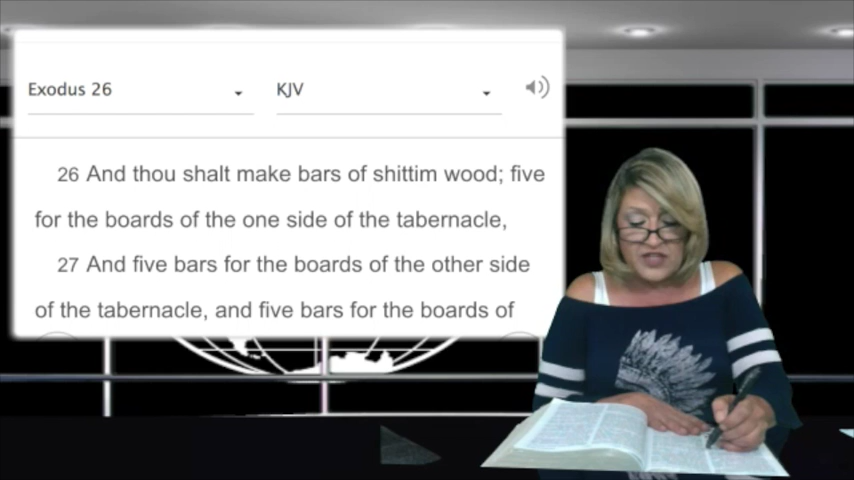 Exodus 26
KJV
26 And thou shalt make bars of shittim wood; five
for the boards of the one side of the tabernacle,
27 And five bars for the boards of the other side
of the tabernacle, and five bars for the boards of